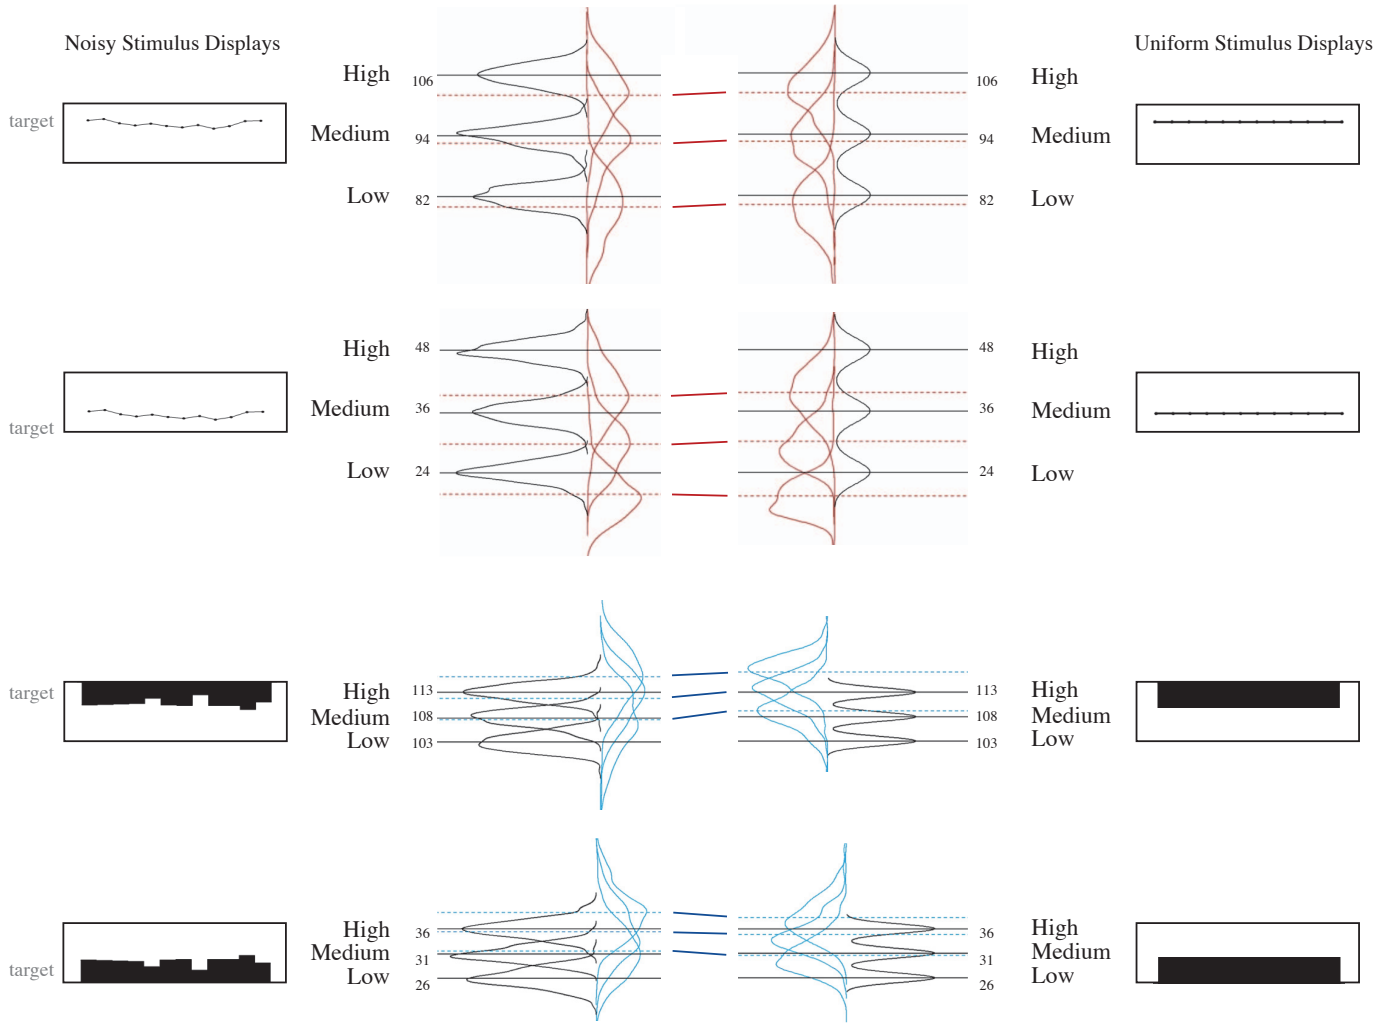 Noisy Stimulus Displays
Uniform Stimulus Displays
target
High 106
Medium 94
Low 82
106 High
94 Medium
82 Low
target
High 48
Medium 36
Low 24
48 High
36 Medium
24 Low
target
High 113
Medium 108
Low 103
113 High
108 Medium
103 Low
target
High 36
Medium 31
Low 26
36 High
31 Medium
26 Low